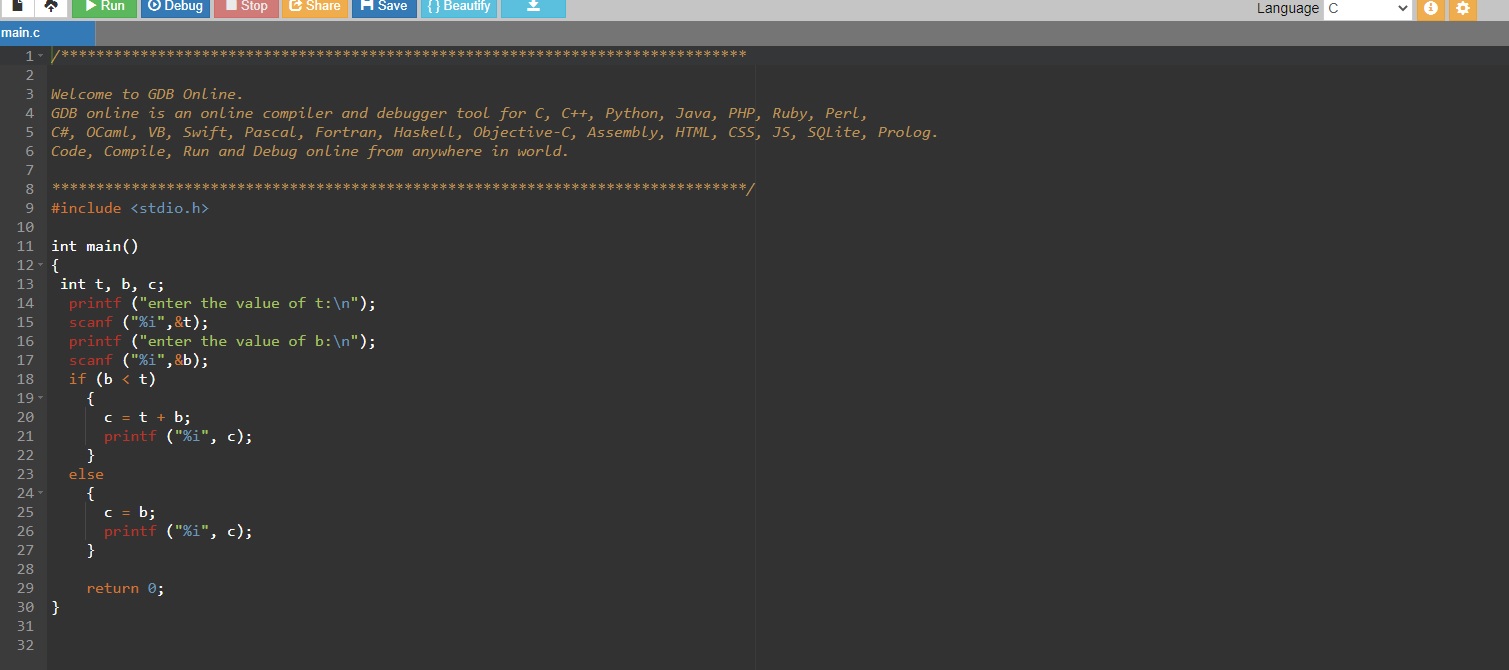 Run Debug Stop Share Save { } Beautify Language C
main.c
1 /******************************************************************************
2
3 Welcome to GDB Online.
4 GDB online is an online compiler and debugger tool for C, C++, Python, Java, PHP, Ruby, Perl,
5 C#, OCaml, VB, Swift, Pascal, Fortran, Haskell, Objective-C, Assembly, HTML, CSS, JS, SQLite, Prolog.
6 Code, Compile, Run and Debug online from anywhere in world.
7
8 *******************************************************************************/
9 #include <stdio.h>
10
11 int main()
12 {
13  int t, b, c;
14   printf ("enter the value of t:\n");
15   scanf ("%i",&t);
16   printf ("enter the value of b:\n");
17   scanf ("%i",&b);
18   if (b < t)
19     {
20       c = t + b;
21       printf ("%i", c);
22     }
23   else
24     {
25       c = b;
26       printf ("%i", c);
27     }
28
29     return 0;
30 }
31
32